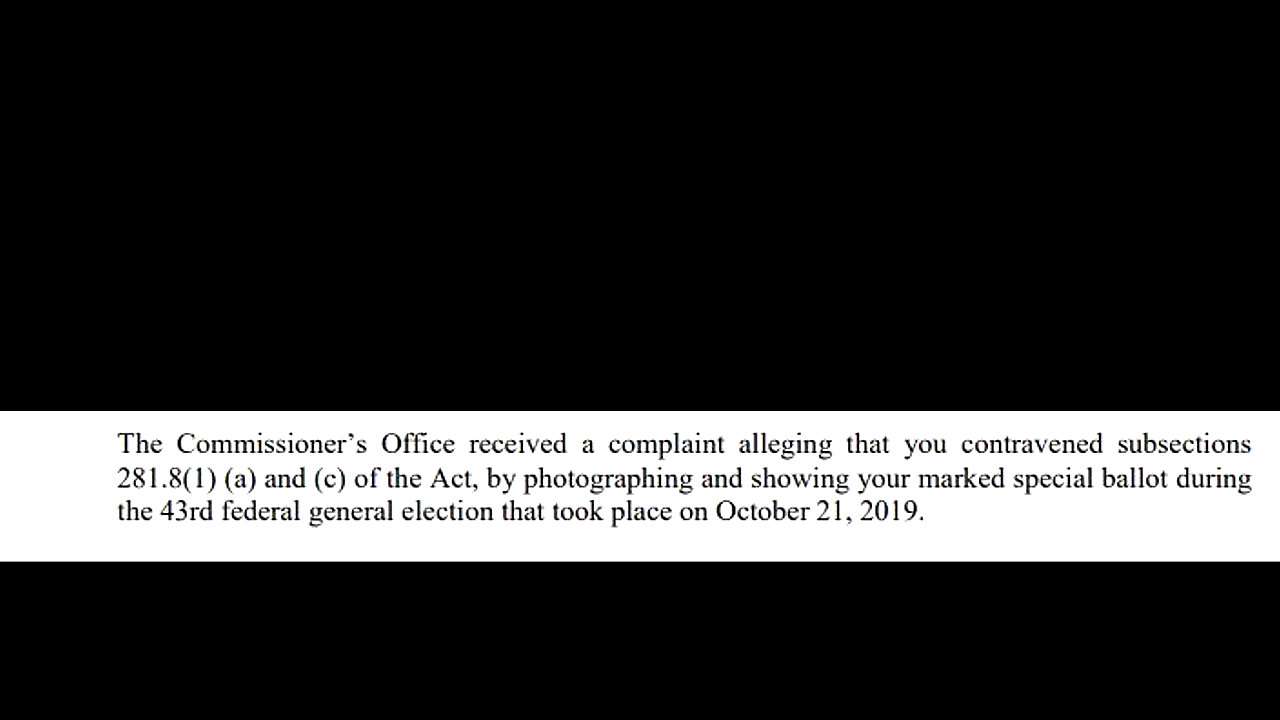 The Commissioner’s Office received a complaint alleging that you contravened subsections
281.8(1) (a) and (c) of the Act, by photographing and showing your marked special ballot during
the 43rd federal general election that took place on October 21, 2019.